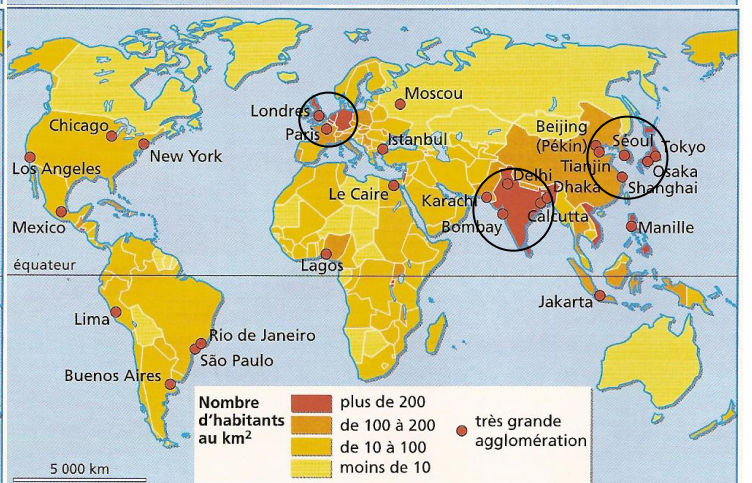 Moscou
Londres
Chicago
Paris
Istanbul
Beijing
(Pékin)
Séoul
Tokyo
New York
Los Angeles
Tianjin
Osaka
Delhi
Dhaka
Shanghai
Le Caire
Karachi
Mexico
Bombay
Calcutta
Manille
équateur
Lagos
Jakarta
Lima
Rio de Janeiro
São Paulo
Buenos Aires
Nombre
d'habitants
au km²
plus de 200
de 100 à 200
de 10 à 100
moins de 10
très grande
agglomération
5 000 km